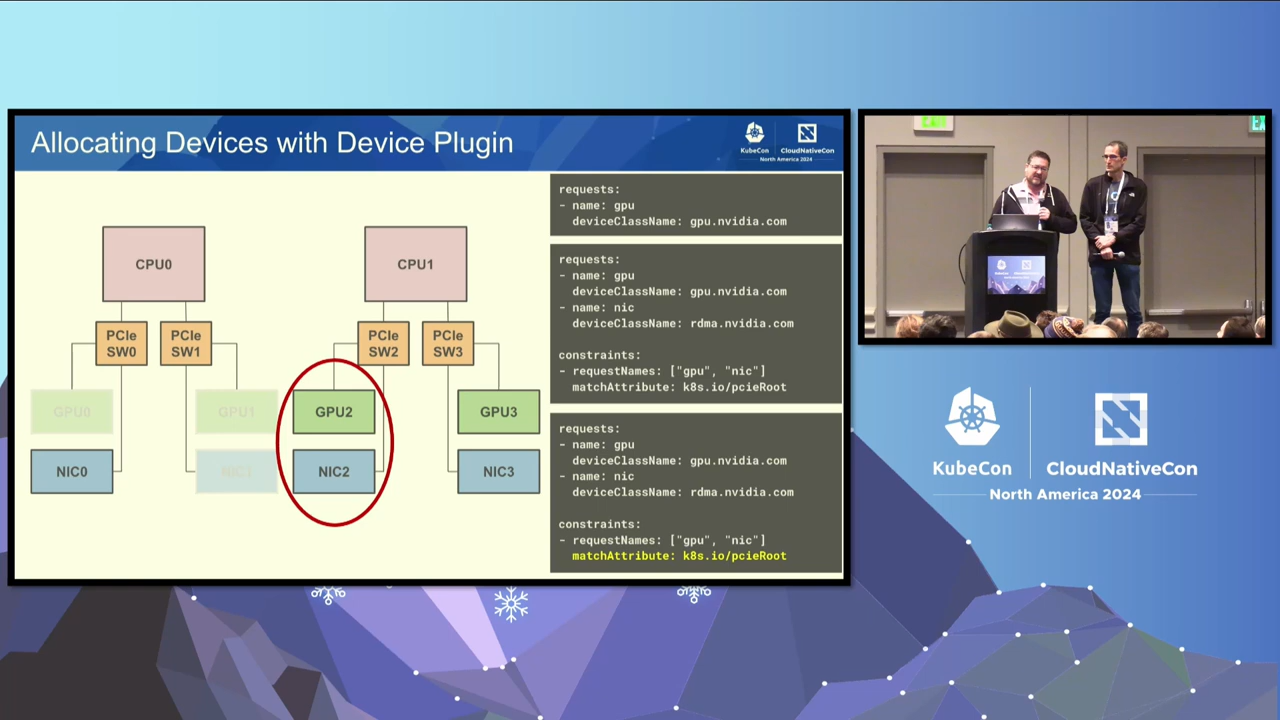 Allocating Devices with Device Plugin
KubeCon
CloudNativeCon
North America 2024
CPU0
CPU1
PCIe
SW0
PCIe
SW1
PCIe
SW2
PCIe
SW3
GPU0
GPU1
GPU2
GPU3
NIC0
NIC1
NIC2
NIC3
requests:
- name: gpu
deviceClassName: gpu.nvidia.com
requests:
- name: gpu
deviceClassName: gpu.nvidia.com
- name: nic
deviceClassName: rdma.nvidia.com
constraints:
- requestNames: ["gpu", "nic"]
matchAttribute: k8s.io/pcieRoot
requests:
- name: gpu
deviceClassName: gpu.nvidia.com
- name: nic
deviceClassName: rdma.nvidia.com
constraints:
- requestNames: ["gpu", "nic"]
matchAttribute: k8s.io/pcieRoot
KubeCon
CloudNativeCon
North America 2024